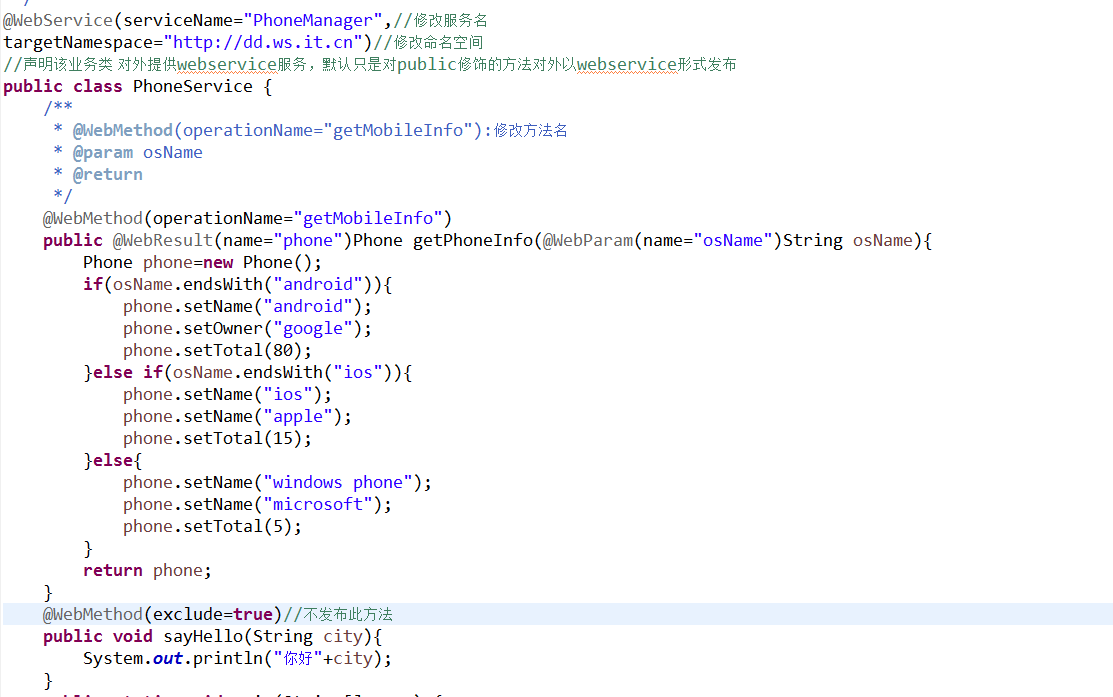 @WebService(serviceName="PhoneManager",//修改服务名
targetNamespace="http://dd.ws.it.cn")//修改命名空间
//声明该业务类 对外提供webservice服务，默认只是对public修饰的方法对外以webservice形式发布
public class PhoneService {
    /**
     * @WebMethod(operationName="getMobileInfo"):修改方法名
     * @param osName
     * @return
     */
    @WebMethod(operationName="getMobileInfo")
    public @WebResult(name="phone")Phone getPhoneInfo(@WebParam(name="osName")String osName){
        Phone phone=new Phone();
        if(osName.endsWith("android")){
            phone.setName("android");
            phone.setOwner("google");
            phone.setTotal(80);
        }else if(osName.endsWith("ios")){
            phone.setName("ios");
            phone.setName("apple");
            phone.setTotal(15);
        }else{
            phone.setName("windows phone");
            phone.setName("microsoft");
            phone.setTotal(5);
        }
        return phone;
    }
    @WebMethod(exclude=true)//不发布此方法
    public void sayHello(String city){
        System.out.println("你好"+city);
    }